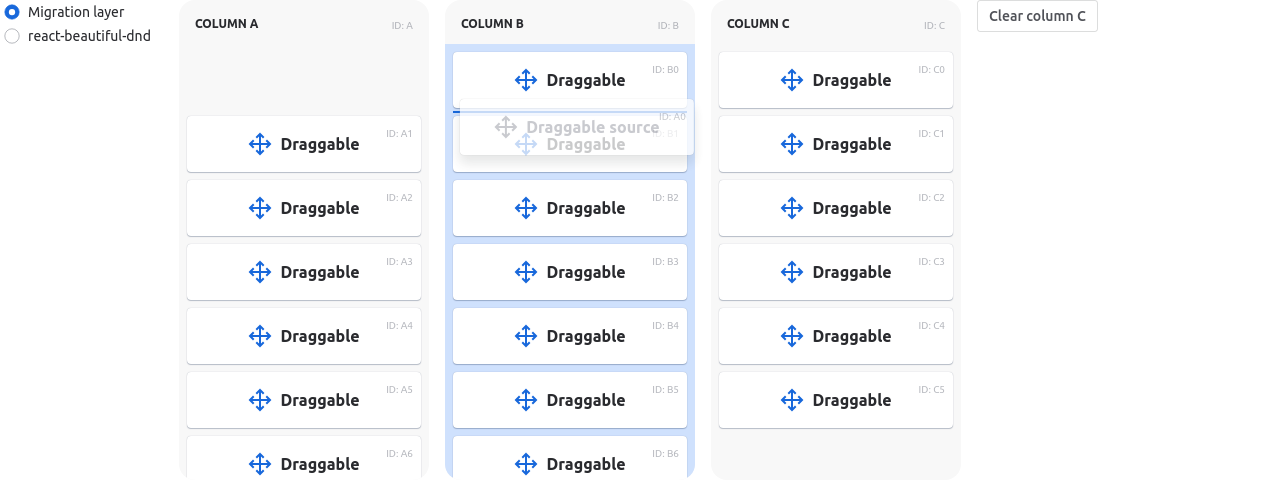 Migration layer
react-beautiful-dnd
COLUMN A
ID: A
Draggable
ID: A1
Draggable
ID: A2
Draggable
ID: A3
Draggable
ID: A4
Draggable
ID: A5
Draggable
ID: A6
COLUMN B
ID: B
Draggable
ID: B0
Draggable source
ID: A0
Draggable
ID: B1
Draggable
ID: B2
Draggable
ID: B3
Draggable
ID: B4
Draggable
ID: B5
Draggable
ID: B6
COLUMN C
ID: C
Draggable
ID: C0
Draggable
ID: C1
Draggable
ID: C2
Draggable
ID: C3
Draggable
ID: C4
Draggable
ID: C5
Clear column C